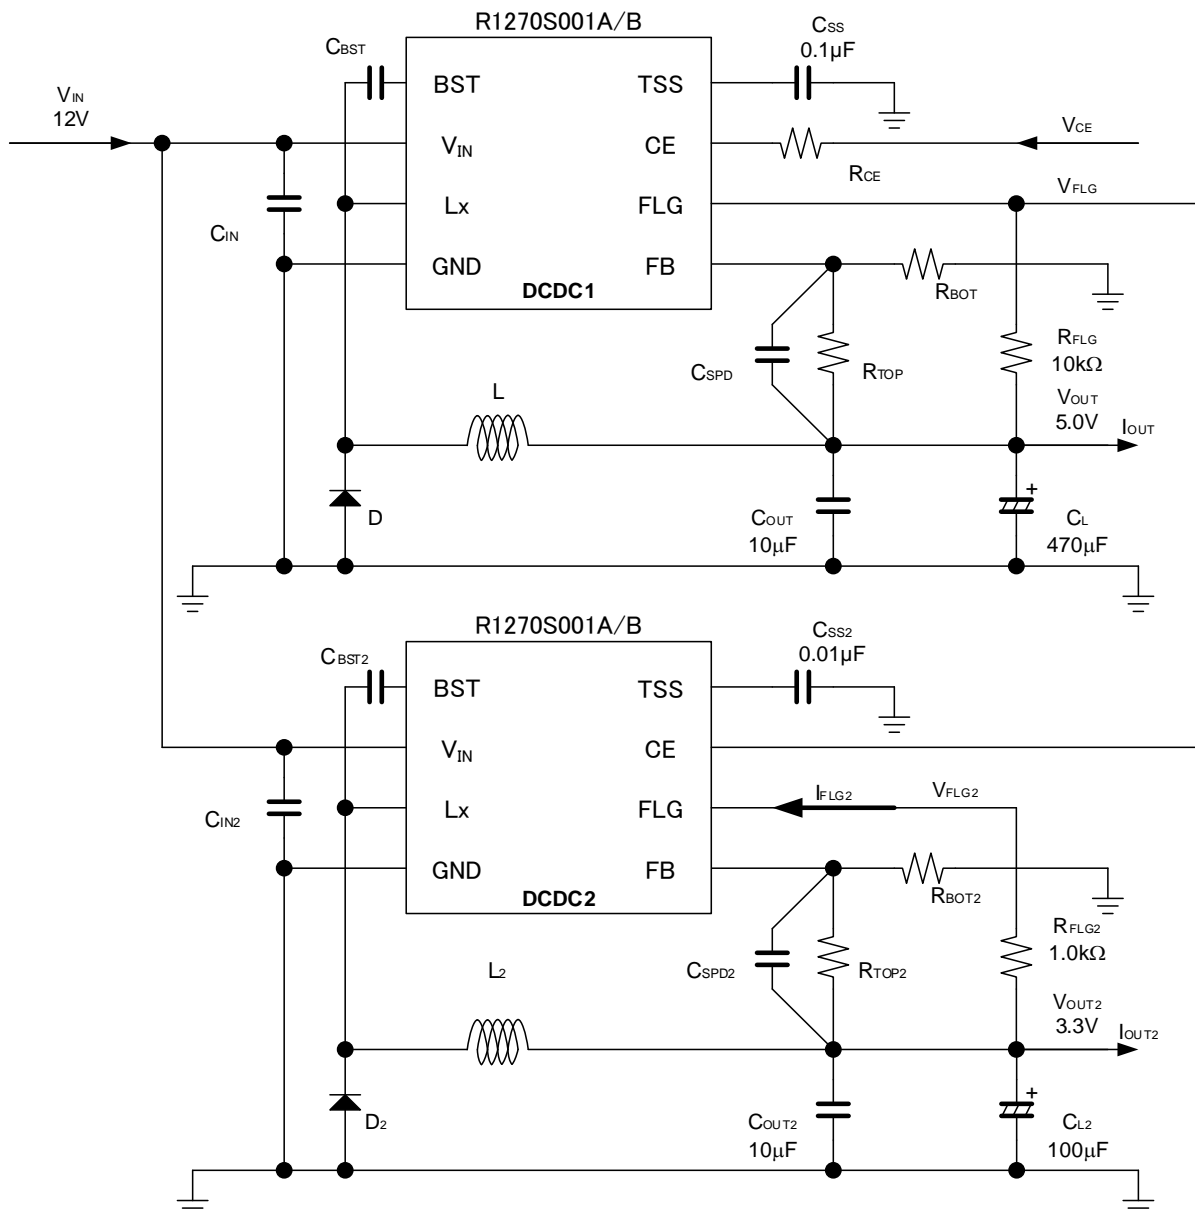 R1270S001A/B
CBST
CSS
0.1µF
BST
TSS
VIN
12V
VIN
CE
VCE
RCE
Lx
FLG
VFLG
CIN
GND
FB
DCDC1
RBOT
RFLG
10kΩ
CSPD
RTOP
L
VOUT
5.0V
IOUT
D
COUT
10µF
+
CL
470µF
R1270S001A/B
CBST2
CSS2
0.01µF
BST
TSS
VIN
CE
IFLG2
VFLG2
CIN2
Lx
FLG
GND
FB
DCDC2
RBOT2
RFLG2
1.0kΩ
CSPD2
RTOP2
L2
VOUT2
3.3V
IOUT2
D2
COUT2
10µF
+
CL2
100µF